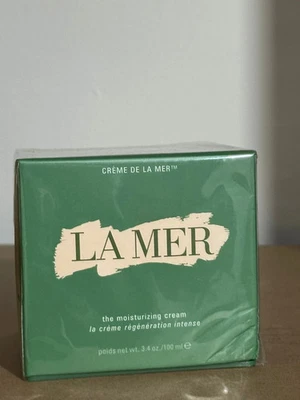 CRÈME DE LA MER™
LA MER
the moisturizing cream
la crème régénération intense
poids net wt. 3.4 oz./100 ml ℮